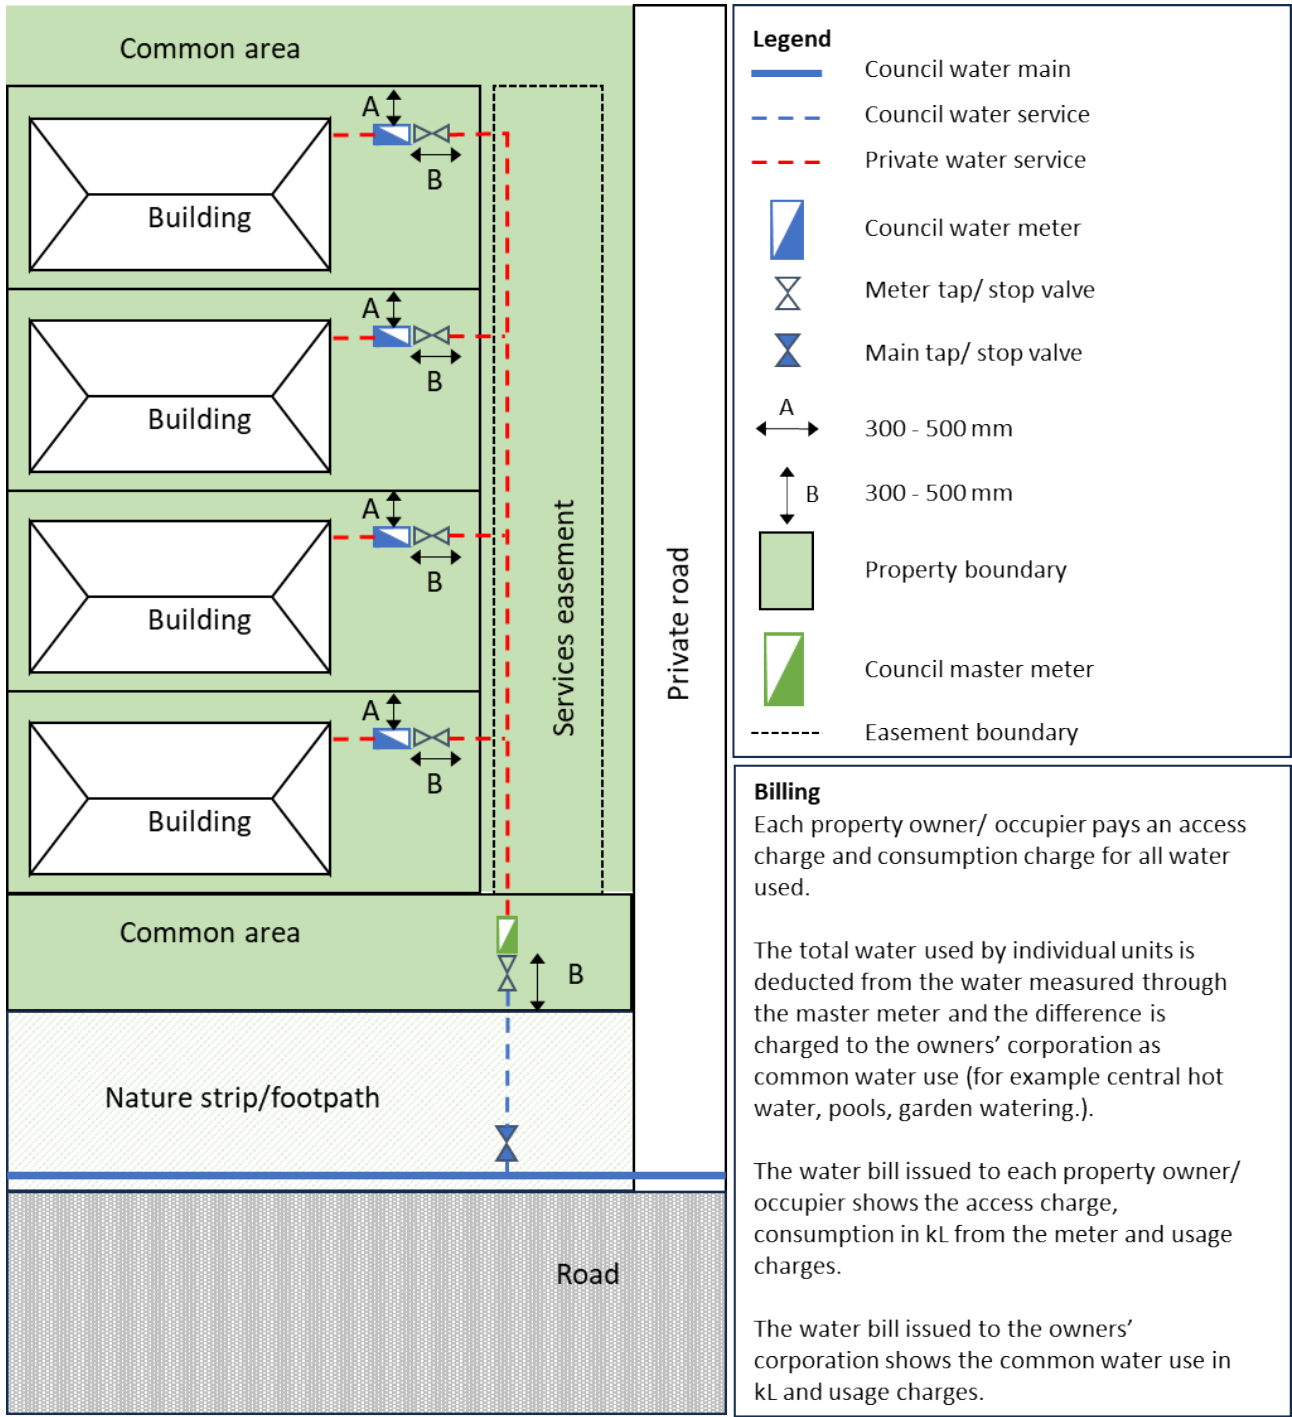 Common area
A
B
Building
A
B
Building
A
B
Building
A
B
Building
Services easement
Private road
Common area
B
Nature strip/footpath
Road
Legend
Council water main
Council water service
Private water service
Council water meter
Meter tap/ stop valve
Main tap/ stop valve
A
300 - 500 mm
B
300 - 500 mm
Property boundary
Council master meter
Easement boundary
Billing
Each property owner/ occupier pays an access
charge and consumption charge for all water
used.
The total water used by individual units is
deducted from the water measured through
the master meter and the difference is
charged to the owners’ corporation as
common water use (for example central hot
water, pools, garden watering.).
The water bill issued to each property owner/
occupier shows the access charge,
consumption in kL from the meter and usage
charges.
The water bill issued to the owners’
corporation shows the common water use in
kL and usage charges.